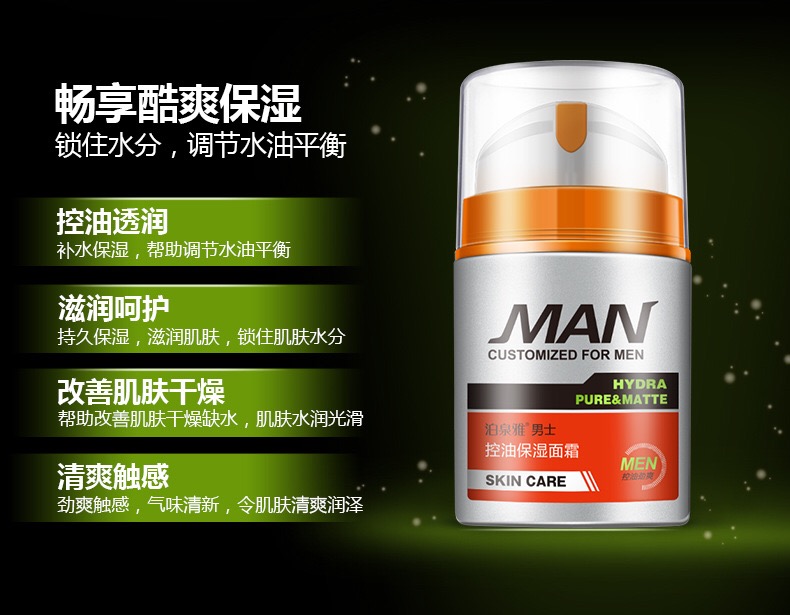 畅享酷爽保湿
锁住水分，调节水油平衡
控油透润
补水保湿，帮助调节水油平衡
滋润呵护
持久保湿，滋润肌肤，锁住肌肤水分
改善肌肤干燥
帮助改善肌肤干燥缺水，肌肤水润光滑
清爽触感
劲爽触感，气味清新，令肌肤清爽润泽
MAN
CUSTOMIZED FOR MEN
HYDRA
PURE&MATTE
泊泉雅®男士
控油保湿面霜
MEN
控油劲爽
SKIN CARE